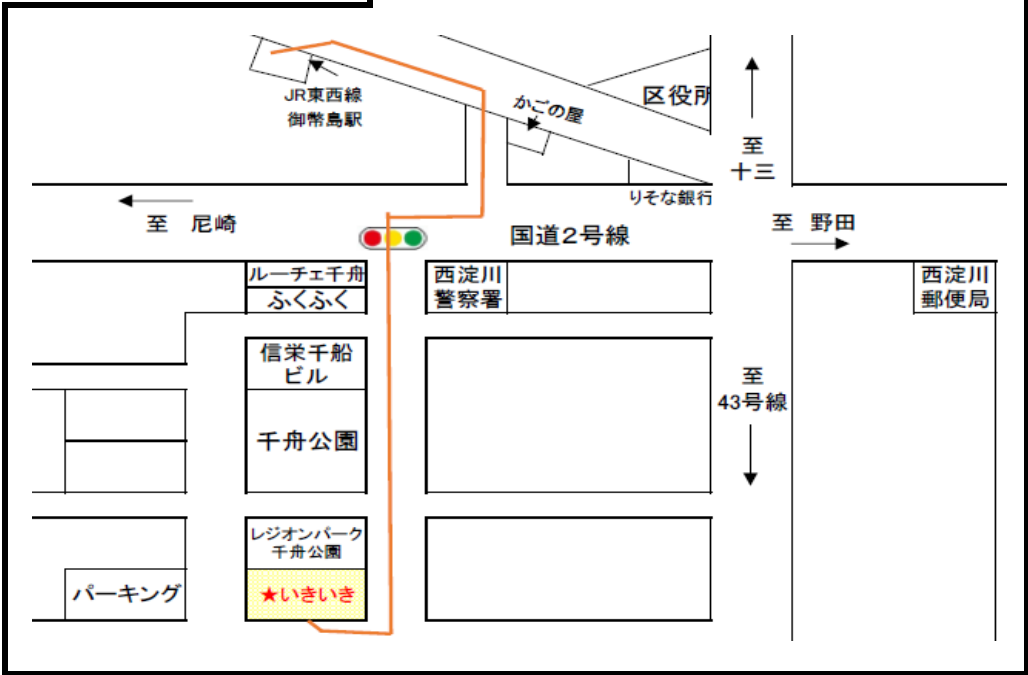 JR東西線
御幣島駅
かごの屋
区役所
至
十三
りそな銀行
至 尼崎
国道2号線
至 野田
ルーチェ千舟
ふくふく
西淀川
警察署
西淀川
郵便局
信栄千船
ビル
至
43号線
千舟公園
レジオンパーク
千舟公園
パーキング
★いきいき